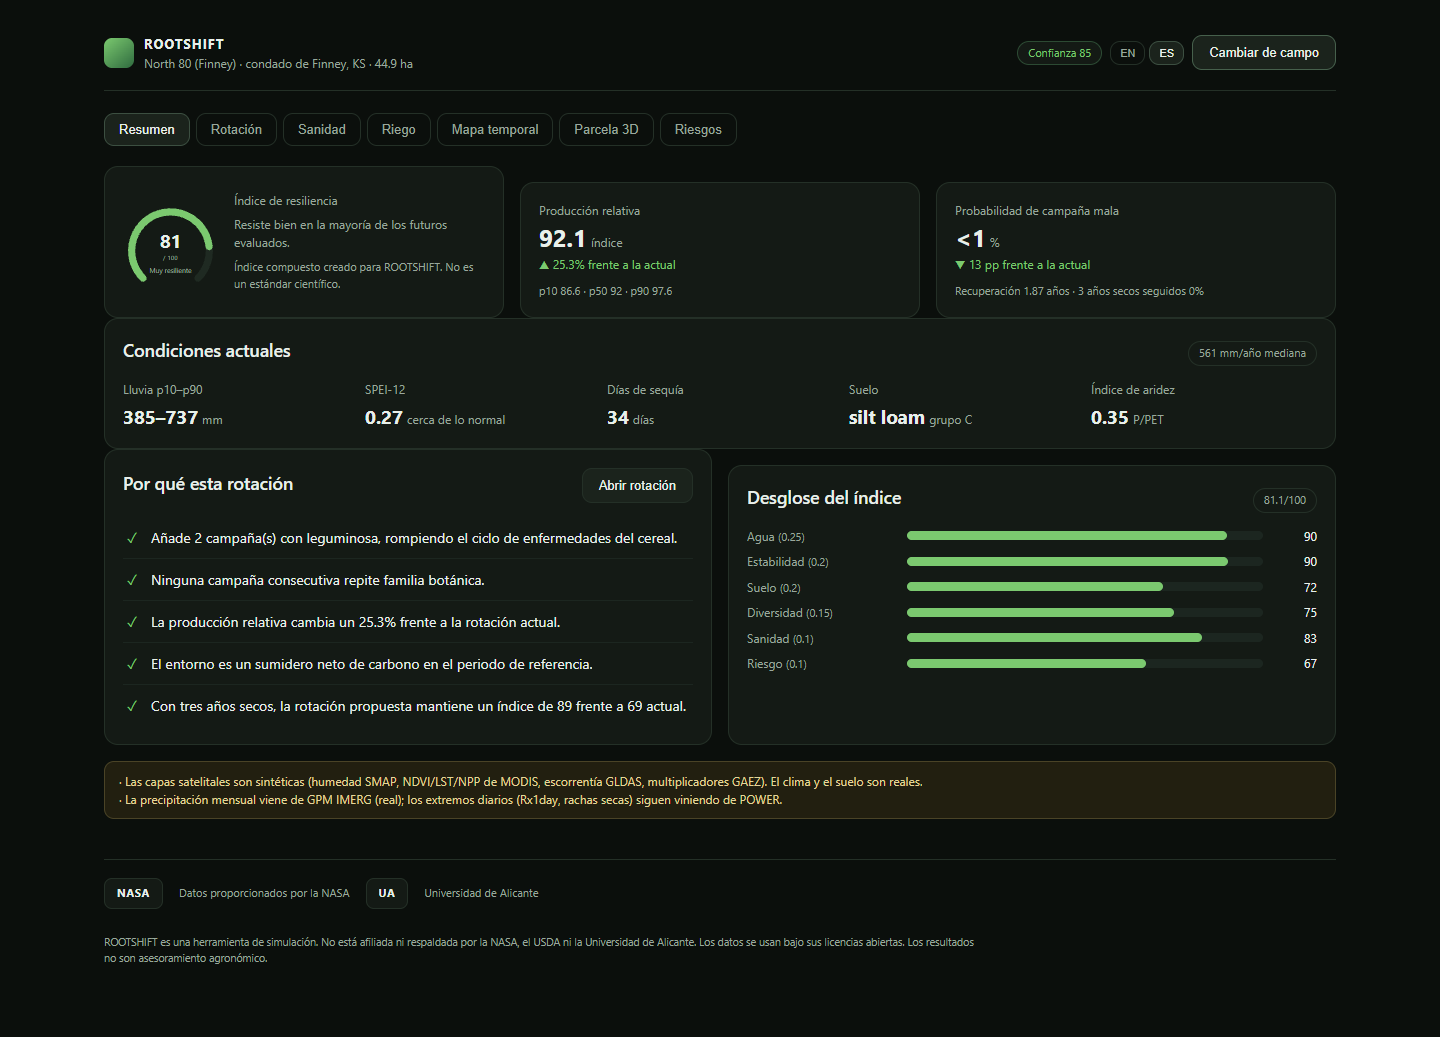 ROOTSHIFT
North 80 (Finney) · condado de Finney, KS · 44.9 ha
Confianza 85
EN
ES
Cambiar de campo
Resumen
Rotación
Sanidad
Riego
Mapa temporal
Parcela 3D
Riesgos
81
/ 100
Muy resiliente
Índice de resiliencia
Resiste bien en la mayoría de los futuros
evaluados.
Índice compuesto creado para ROOTSHIFT. No es
un estándar científico.
Producción relativa
92.1 índice
▲ 25.3% frente a la actual
p10 86.6 · p50 92 · p90 97.6
Probabilidad de campaña mala
<1 %
▼ 13 pp frente a la actual
Recuperación 1.87 años · 3 años secos seguidos 0%
Condiciones actuales
561 mm/año mediana
Lluvia p10–p90
385–737 mm
SPEI-12
0.27 cerca de lo normal
Días de sequía
34 días
Suelo
silt loam grupo C
Índice de aridez
0.35 P/PET
Por qué esta rotación
Abrir rotación
✓ Añade 2 campaña(s) con leguminosa, rompiendo el ciclo de enfermedades del cereal.
✓ Ninguna campaña consecutiva repite familia botánica.
✓ La producción relativa cambia un 25.3% frente a la rotación actual.
✓ El entorno es un sumidero neto de carbono en el periodo de referencia.
✓ Con tres años secos, la rotación propuesta mantiene un índice de 89 frente a 69 actual.
Desglose del índice
81.1/100
Agua (0.25) 90
Estabilidad (0.2) 90
Suelo (0.2) 72
Diversidad (0.15) 75
Sanidad (0.1) 83
Riesgo (0.1) 67
· Las capas satelitales son sintéticas (humedad SMAP, NDVI/LST/NPP de MODIS, escorrentía GLDAS, multiplicadores GAEZ). El clima y el suelo son reales.
· La precipitación mensual viene de GPM IMERG (real); los extremos diarios (Rx1day, rachas secas) siguen viniendo de POWER.
NASA
Datos proporcionados por la NASA
UA
Universidad de Alicante
ROOTSHIFT es una herramienta de simulación. No está afiliada ni respaldada por la NASA, el USDA ni la Universidad de Alicante. Los datos se usan bajo sus licencias abiertas. Los resultados
no son asesoramiento agronómico.